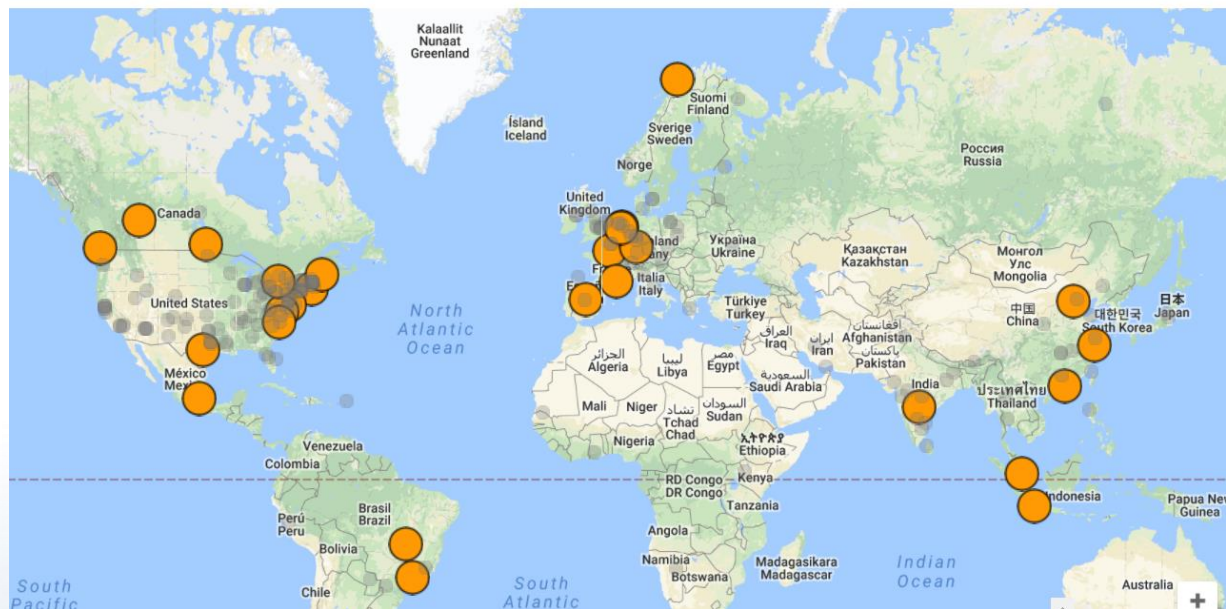 Kalaallit
Nunaat
Greenland
Ísland
Iceland
Suomi
Finland
Sverige
Sweden
Norge
Россия
Russia
Canada
United
Kingdom
Україна
Ukraine
Қазақстан
Kazakhstan
Монгол
Улс
Mongolia
Italia
Italy
United States
North
Atlantic
Ocean
Türkiye
Turkey
中国
China
대한민국
South Korea
日本
Japan
العراق
Iraq
ایران
Iran
افغانستان
Afghanistan
پاکستان
Pakistan
الجزائر
Algeria
ليبيا
Libya
مصر
Egypt
السعودية
Saudi Arabia
México
India
ประเทศไทย
Thailand
Mali
Niger
تشاد
Tchad
Chad
السودان
Sudan
Nigeria
ኢትዮጵያ
Ethiopia
Venezuela
Colombia
RD Congo
DR Congo
Kenya
Tanzania
Indonesia
Papua New
Guinea
Perú
Peru
Brasil
Brazil
Bolivia
Chile
Angola
Namibia
Botswana
Madagasikara
Madagascar
Indian
Ocean
Australia
South
Pacific
South
Atlantic
+